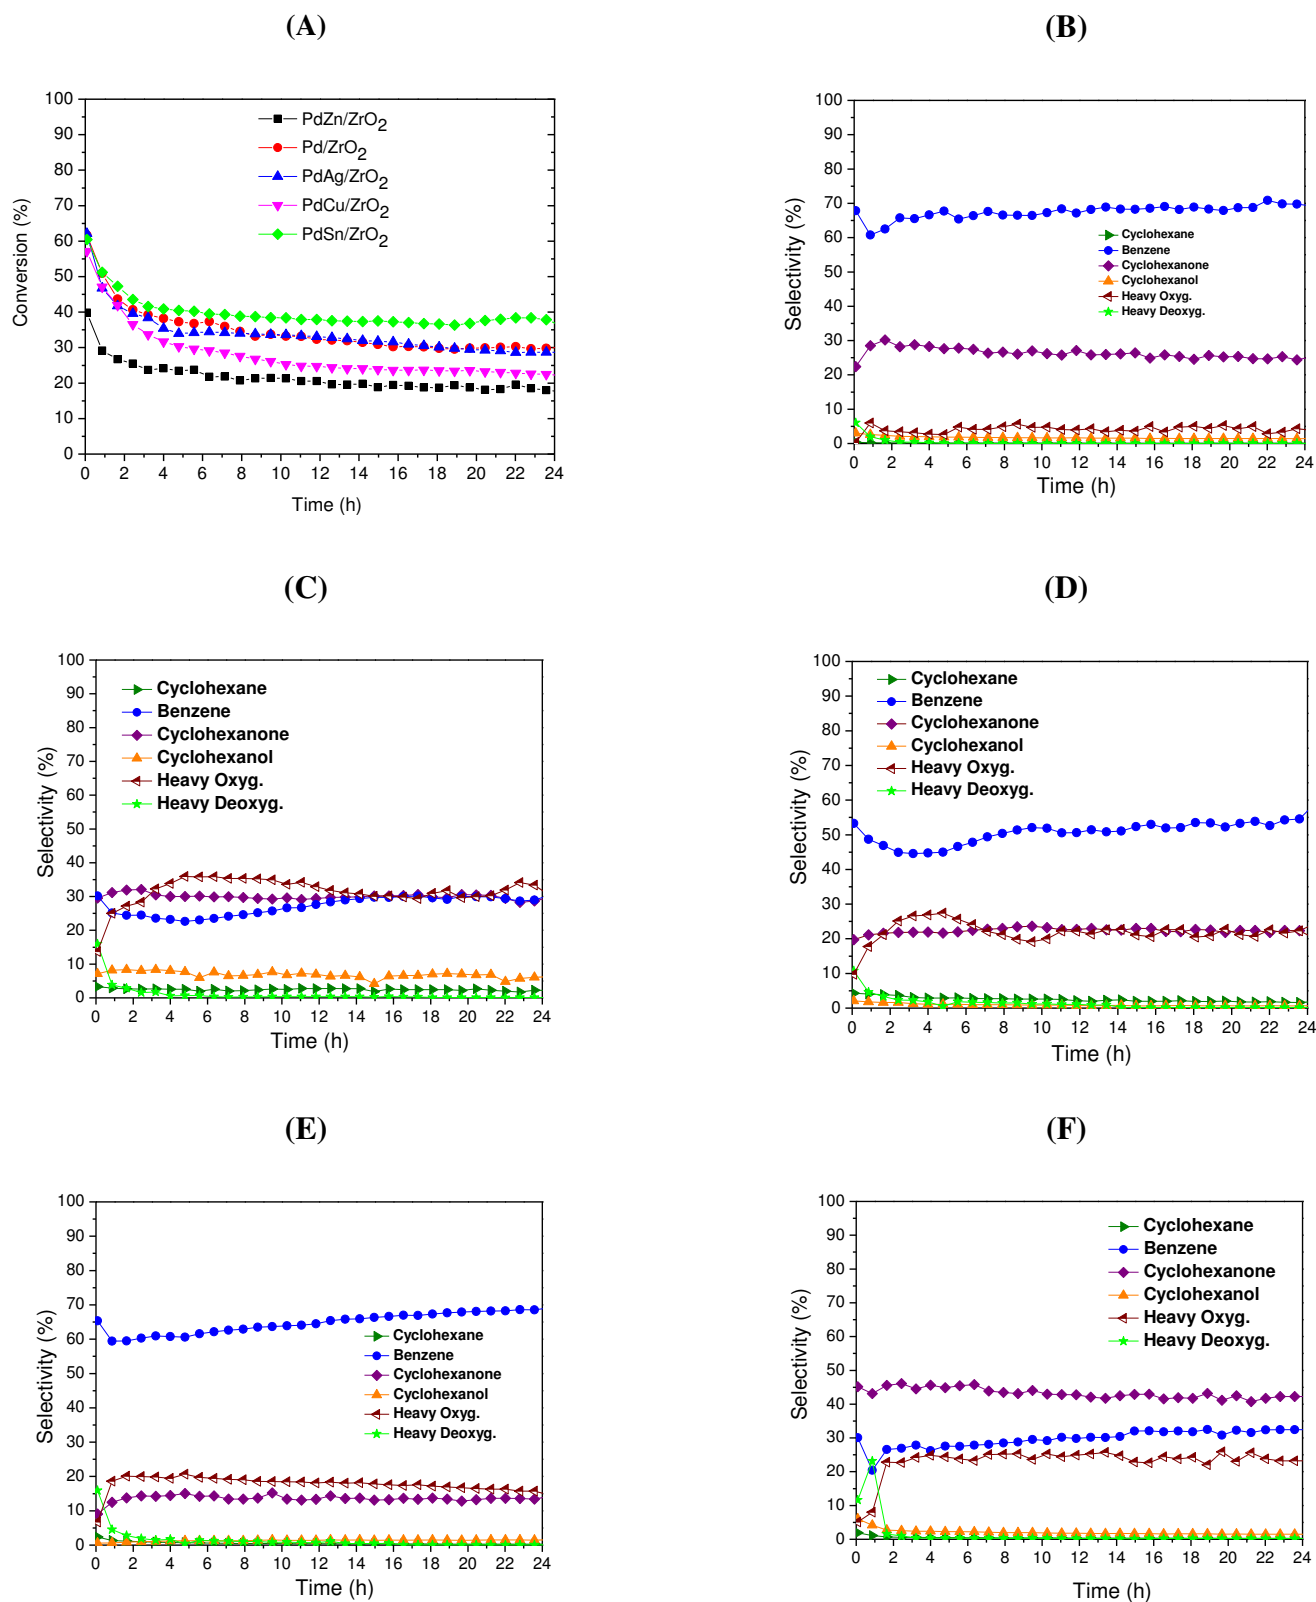 (A)
100
90
80
70
60
50
40
30
20
10
0
Conversion (%)
PdZn/ZrO2
Pd/ZrO2
PdAg/ZrO2
PdCu/ZrO2
PdSn/ZrO2
0 2 4 6 8 10 12 14 16 18 20 22 24
Time (h)
(B)
100
90
80
70
60
50
40
30
20
10
0
Selectivity (%)
Cyclohexane
Benzene
Cyclohexanone
Cyclohexanol
Heavy Oxyg.
Heavy Deoxyg.
0 2 4 6 8 10 12 14 16 18 20 22 24
Time (h)
(C)
100
90
80
70
60
50
40
30
20
10
0
Selectivity (%)
Cyclohexane
Benzene
Cyclohexanone
Cyclohexanol
Heavy Oxyg.
Heavy Deoxyg.
0 2 4 6 8 10 12 14 16 18 20 22 24
Time (h)
(D)
100
90
80
70
60
50
40
30
20
10
0
Selectivity (%)
Cyclohexane
Benzene
Cyclohexanone
Cyclohexanol
Heavy Oxyg.
Heavy Deoxyg.
0 2 4 6 8 10 12 14 16 18 20 22 24
Time (h)
(E)
100
90
80
70
60
50
40
30
20
10
0
Selectivity (%)
Cyclohexane
Benzene
Cyclohexanone
Cyclohexanol
Heavy Oxyg.
Heavy Deoxyg.
0 2 4 6 8 10 12 14 16 18 20 22 24
Time (h)
(F)
100
90
80
70
60
50
40
30
20
10
0
Selectivity (%)
Cyclohexane
Benzene
Cyclohexanone
Cyclohexanol
Heavy Oxyg.
Heavy Deoxyg.
0 2 4 6 8 10 12 14 16 18 20 22 24
Time (h)